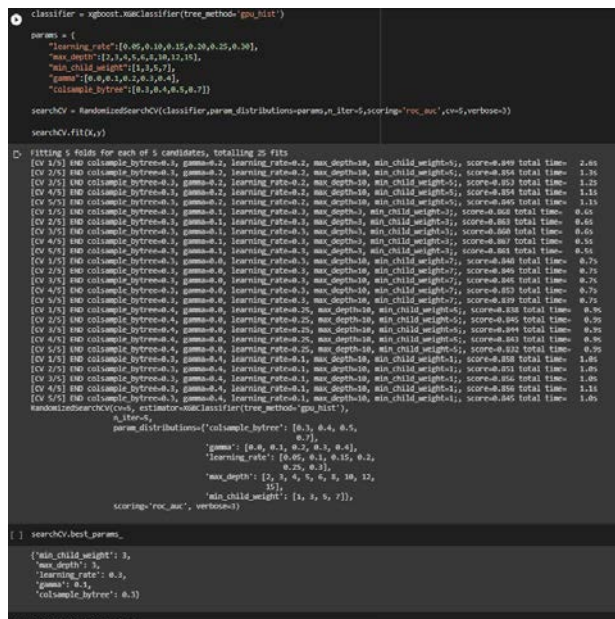 classifier = xgboost.XGBClassifier(tree_method='gpu_hist')
params = {
"learning_rate":[0.05,0.10,0.15,0.20,0.25,0.30],
"max_depth":[2,3,4,5,6,8,10,12,15],
"min_child_weight":[1,3,5,7],
"gamma":[0.0,0.1,0.2,0.3,0.4],
"colsample_bytree":[0.3,0.4,0.5,0.7]}
searchCV = RandomizedSearchCV(classifier,param_distributions=params,n_iter=5,scoring='roc_auc',cv=5,verbose=3)
searchCV.fit(X,y)
Fitting 5 folds for each of 5 candidates, totalling 25 fits
[CV 1/5] END colsample_bytree=0.3, gamma=0.2, learning_rate=0.2, max_depth=10, min_child_weight=5;, score=0.849 total time= 2.6s
[CV 2/5] END colsample_bytree=0.3, gamma=0.2, learning_rate=0.2, max_depth=10, min_child_weight=5;, score=0.854 total time= 1.3s
[CV 3/5] END colsample_bytree=0.3, gamma=0.2, learning_rate=0.2, max_depth=10, min_child_weight=5;, score=0.853 total time= 1.2s
[CV 4/5] END colsample_bytree=0.3, gamma=0.2, learning_rate=0.2, max_depth=10, min_child_weight=5;, score=0.854 total time= 1.1s
[CV 5/5] END colsample_bytree=0.3, gamma=0.2, learning_rate=0.2, max_depth=10, min_child_weight=5;, score=0.845 total time= 1.1s
[CV 1/5] END colsample_bytree=0.3, gamma=0.1, learning_rate=0.3, max_depth=3, min_child_weight=3;, score=0.868 total time= 0.6s
[CV 2/5] END colsample_bytree=0.3, gamma=0.1, learning_rate=0.3, max_depth=3, min_child_weight=3;, score=0.863 total time= 0.6s
[CV 3/5] END colsample_bytree=0.3, gamma=0.1, learning_rate=0.3, max_depth=3, min_child_weight=3;, score=0.860 total time= 0.6s
[CV 4/5] END colsample_bytree=0.3, gamma=0.1, learning_rate=0.3, max_depth=3, min_child_weight=3;, score=0.867 total time= 0.5s
[CV 5/5] END colsample_bytree=0.3, gamma=0.1, learning_rate=0.3, max_depth=3, min_child_weight=3;, score=0.861 total time= 0.5s
[CV 1/5] END colsample_bytree=0.3, gamma=0.0, learning_rate=0.3, max_depth=10, min_child_weight=7;, score=0.848 total time= 0.7s
[CV 2/5] END colsample_bytree=0.3, gamma=0.0, learning_rate=0.3, max_depth=10, min_child_weight=7;, score=0.846 total time= 0.7s
[CV 3/5] END colsample_bytree=0.3, gamma=0.0, learning_rate=0.3, max_depth=10, min_child_weight=7;, score=0.846 total time= 0.7s
[CV 4/5] END colsample_bytree=0.3, gamma=0.0, learning_rate=0.3, max_depth=10, min_child_weight=7;, score=0.853 total time= 0.7s
[CV 5/5] END colsample_bytree=0.3, gamma=0.0, learning_rate=0.3, max_depth=10, min_child_weight=7;, score=0.839 total time= 0.7s
[CV 1/5] END colsample_bytree=0.4, gamma=0.0, learning_rate=0.25, max_depth=10, min_child_weight=5;, score=0.838 total time= 0.9s
[CV 2/5] END colsample_bytree=0.4, gamma=0.0, learning_rate=0.25, max_depth=10, min_child_weight=5;, score=0.845 total time= 0.9s
[CV 3/5] END colsample_bytree=0.4, gamma=0.0, learning_rate=0.25, max_depth=10, min_child_weight=5;, score=0.844 total time= 0.9s
[CV 4/5] END colsample_bytree=0.4, gamma=0.0, learning_rate=0.25, max_depth=10, min_child_weight=5;, score=0.843 total time= 0.9s
[CV 5/5] END colsample_bytree=0.4, gamma=0.0, learning_rate=0.25, max_depth=10, min_child_weight=5;, score=0.832 total time= 0.9s
[CV 1/5] END colsample_bytree=0.3, gamma=0.4, learning_rate=0.1, max_depth=10, min_child_weight=1;, score=0.858 total time= 1.0s
[CV 2/5] END colsample_bytree=0.3, gamma=0.4, learning_rate=0.1, max_depth=10, min_child_weight=1;, score=0.851 total time= 1.0s
[CV 3/5] END colsample_bytree=0.3, gamma=0.4, learning_rate=0.1, max_depth=10, min_child_weight=1;, score=0.856 total time= 1.0s
[CV 4/5] END colsample_bytree=0.3, gamma=0.4, learning_rate=0.1, max_depth=10, min_child_weight=1;, score=0.856 total time= 1.1s
[CV 5/5] END colsample_bytree=0.3, gamma=0.4, learning_rate=0.1, max_depth=10, min_child_weight=1;, score=0.845 total time= 1.0s
RandomizedSearchCV(cv=5, estimator=XGBClassifier(tree_method='gpu_hist'),
n_iter=5,
param_distributions={'colsample_bytree': [0.3, 0.4, 0.5,
0.7],
'gamma': [0.0, 0.1, 0.2, 0.3, 0.4],
'learning_rate': [0.05, 0.1, 0.15, 0.2,
0.25, 0.3],
'max_depth': [2, 3, 4, 5, 6, 8, 10, 12,
15],
'min_child_weight': [1, 3, 5, 7]},
scoring='roc_auc', verbose=3)
[ ] searchCV.best_params_
{'min_child_weight': 3,
'max_depth': 3,
'learning_rate': 0.3,
'gamma': 0.1,
'colsample_bytree': 0.3}